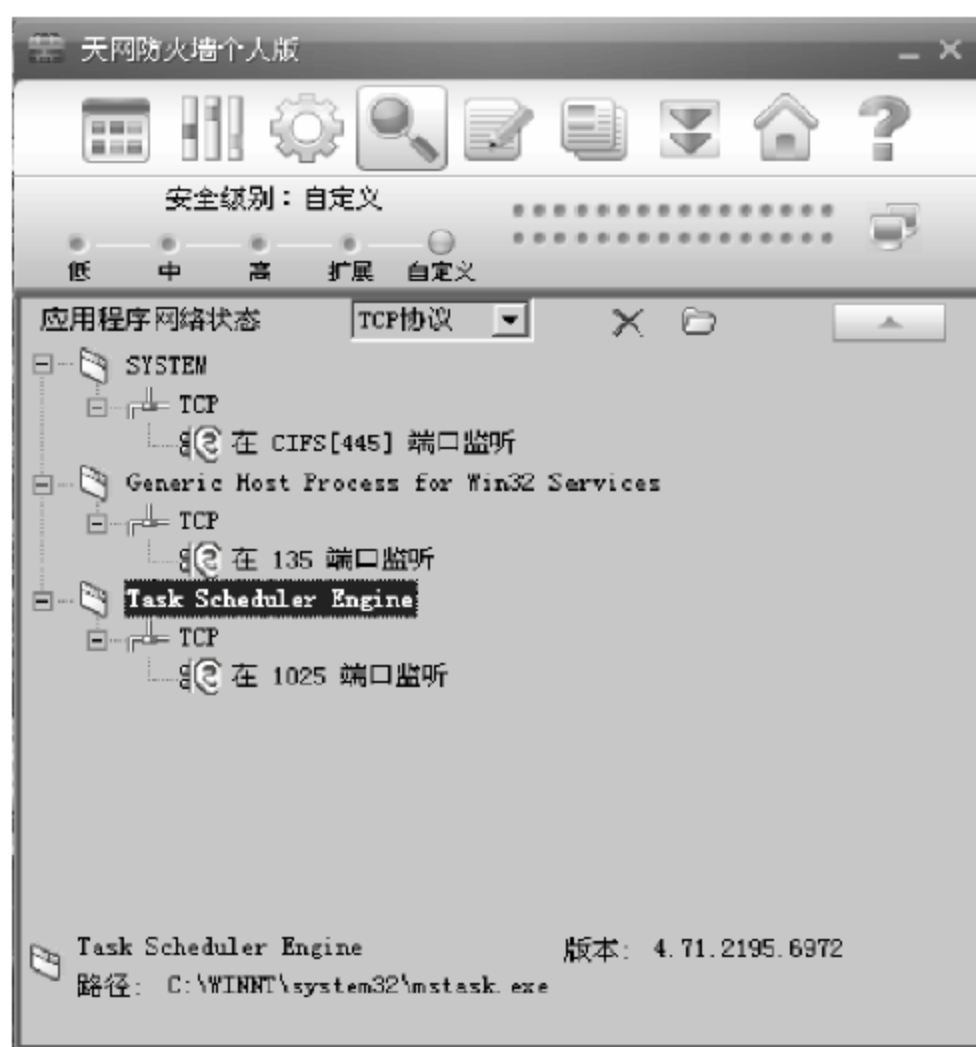 天网防火墙个人版
安全级别：自定义
低 中 高 扩展 自定义
应用程序网络状态 TCP协议
SYSTEM
TCP
在 CIFS[445] 端口监听
Generic Host Process for Win32 Services
TCP
在 135 端口监听
Task Scheduler Engine
TCP
在 1025 端口监听
Task Scheduler Engine 版本: 4.71.2195.6972
路径: C:\WINNT\system32\mstask.exe